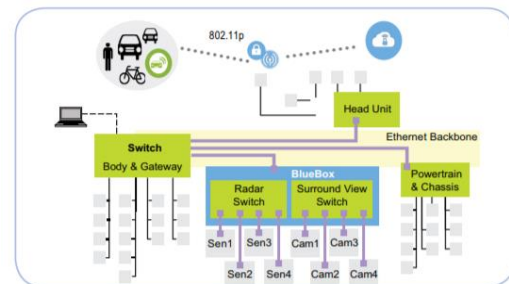 802.11p
Head Unit
Ethernet Backbone
Switch
Body & Gateway
BlueBox
Radar
Switch
Surround View
Switch
Powertrain
& Chassis
Sen1
Sen3
Cam1
Cam3
Sen2
Sen4
Cam2
Cam4